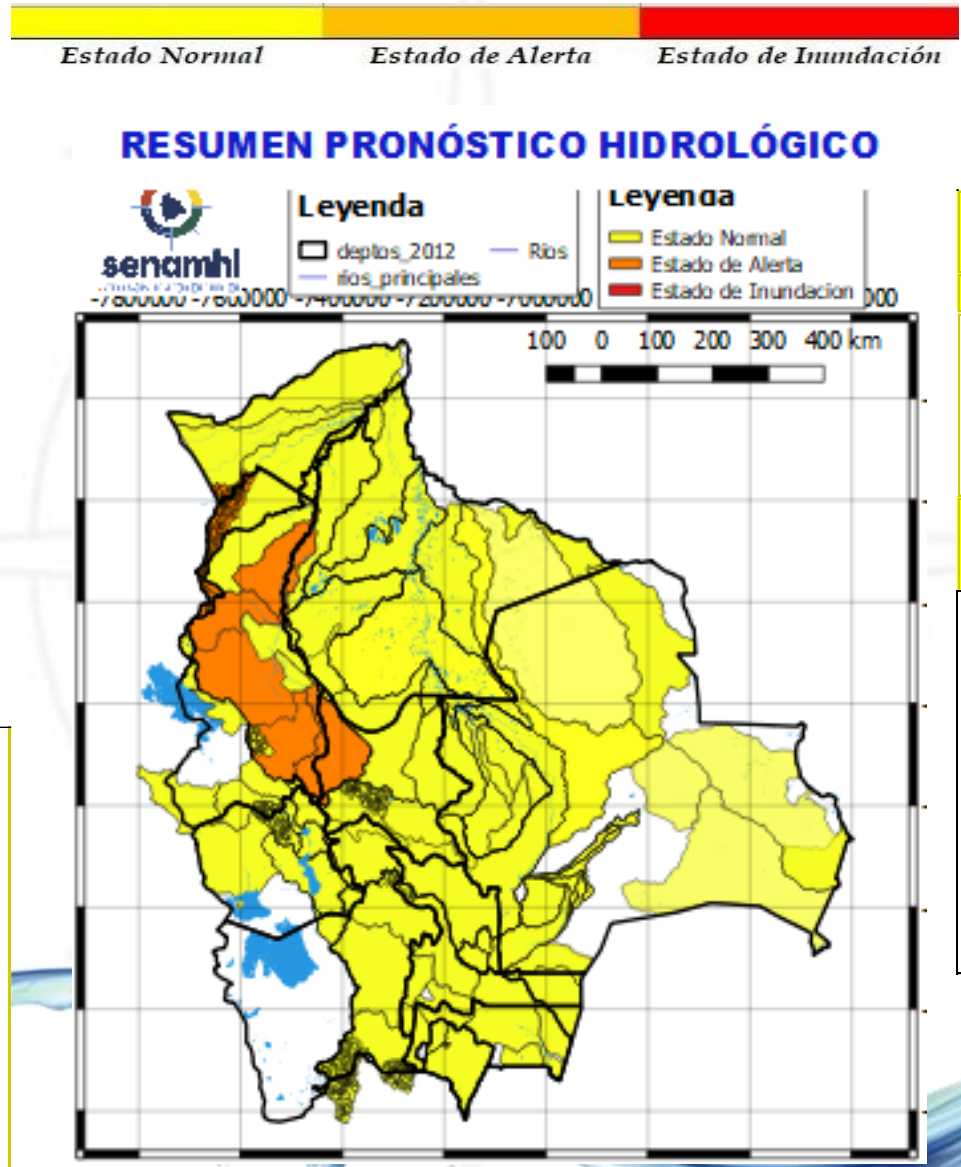 Estado Normal Estado de Alerta Estado de Inundación
RESUMEN PRONÓSTICO HIDROLÓGICO
senamhi
Leyenda
deptos_2012 Rios
rios_principales
Leyenda
Estado Normal
Estado de Alerta
Estado de Inundacion
-7800000 -7600000 -7400000 -7200000 -7000000
100 0 100 200 300 400 km